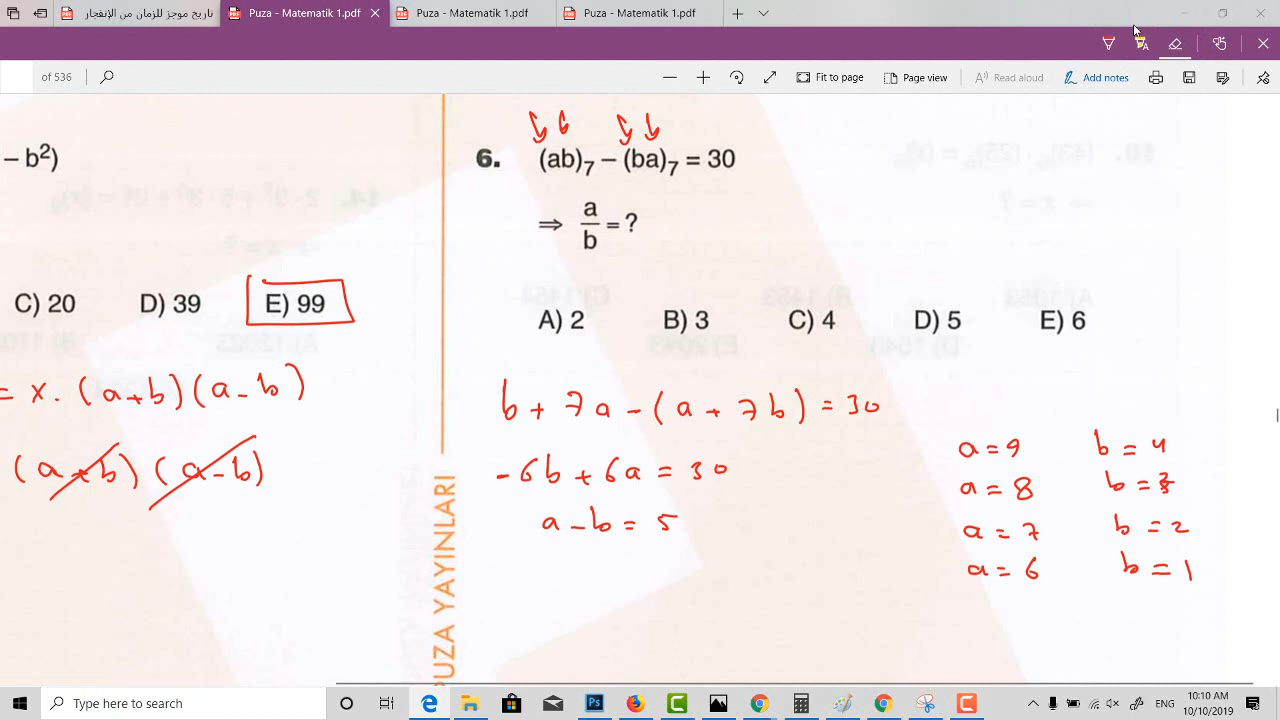 تاريخ موجز للزمان من الإنفجار
Puza - Matematik 1.pdf
Puza - Matematik 1.pdf
Puza - Matematik 1.pdf
of 536
Fit to page
Page view
Read aloud
Add notes
– b²)
C) 20 D) 39 E) 99
= x. (a+b)(a-b)
(a+b)(a-b)
PUZA YAYINLARI
6. (ab)₇ – (ba)₇ = 30
⇒ a/b = ?
A) 2 B) 3 C) 4 D) 5 E) 6
b + 7a - (a + 7b) = 30
-6b + 6a = 30
a - b = 5
a = 9 b = 4
a = 8 b = 3
a = 7 b = 2
a = 6 b = 1
Type here to search
10:10 AM
10/10/2019